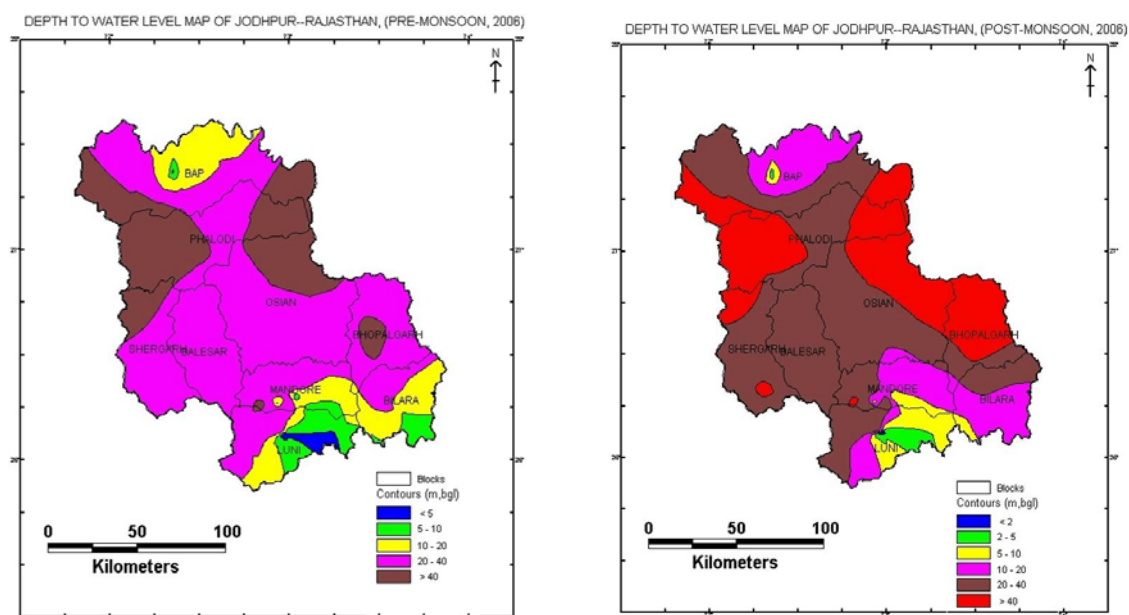 DEPTH TO WATER LEVEL MAP OF JODHPUR--RAJASTHAN, (PRE-MONSOON, 2006)
N
BAP
PHALODI
OSIAN
BHOPALGARH
SHERGARH
BALESAR
MANDORE
BILARA
LUNI
Blocks
Contours (m,bgl)
< 5
5 - 10
10 - 20
20 - 40
> 40
0 50 100
Kilometers
DEPTH TO WATER LEVEL MAP OF JODHPUR--RAJASTHAN, (POST-MONSOON, 2006)
N
BAP
PHALODI
OSIAN
BHOPALGARH
SHERGARH
BALESAR
MANDORE
BILARA
LUNI
Blocks
Contours (m,bgl)
< 2
2 - 5
5 - 10
10 - 20
20 - 40
> 40
0 50 100
Kilometers